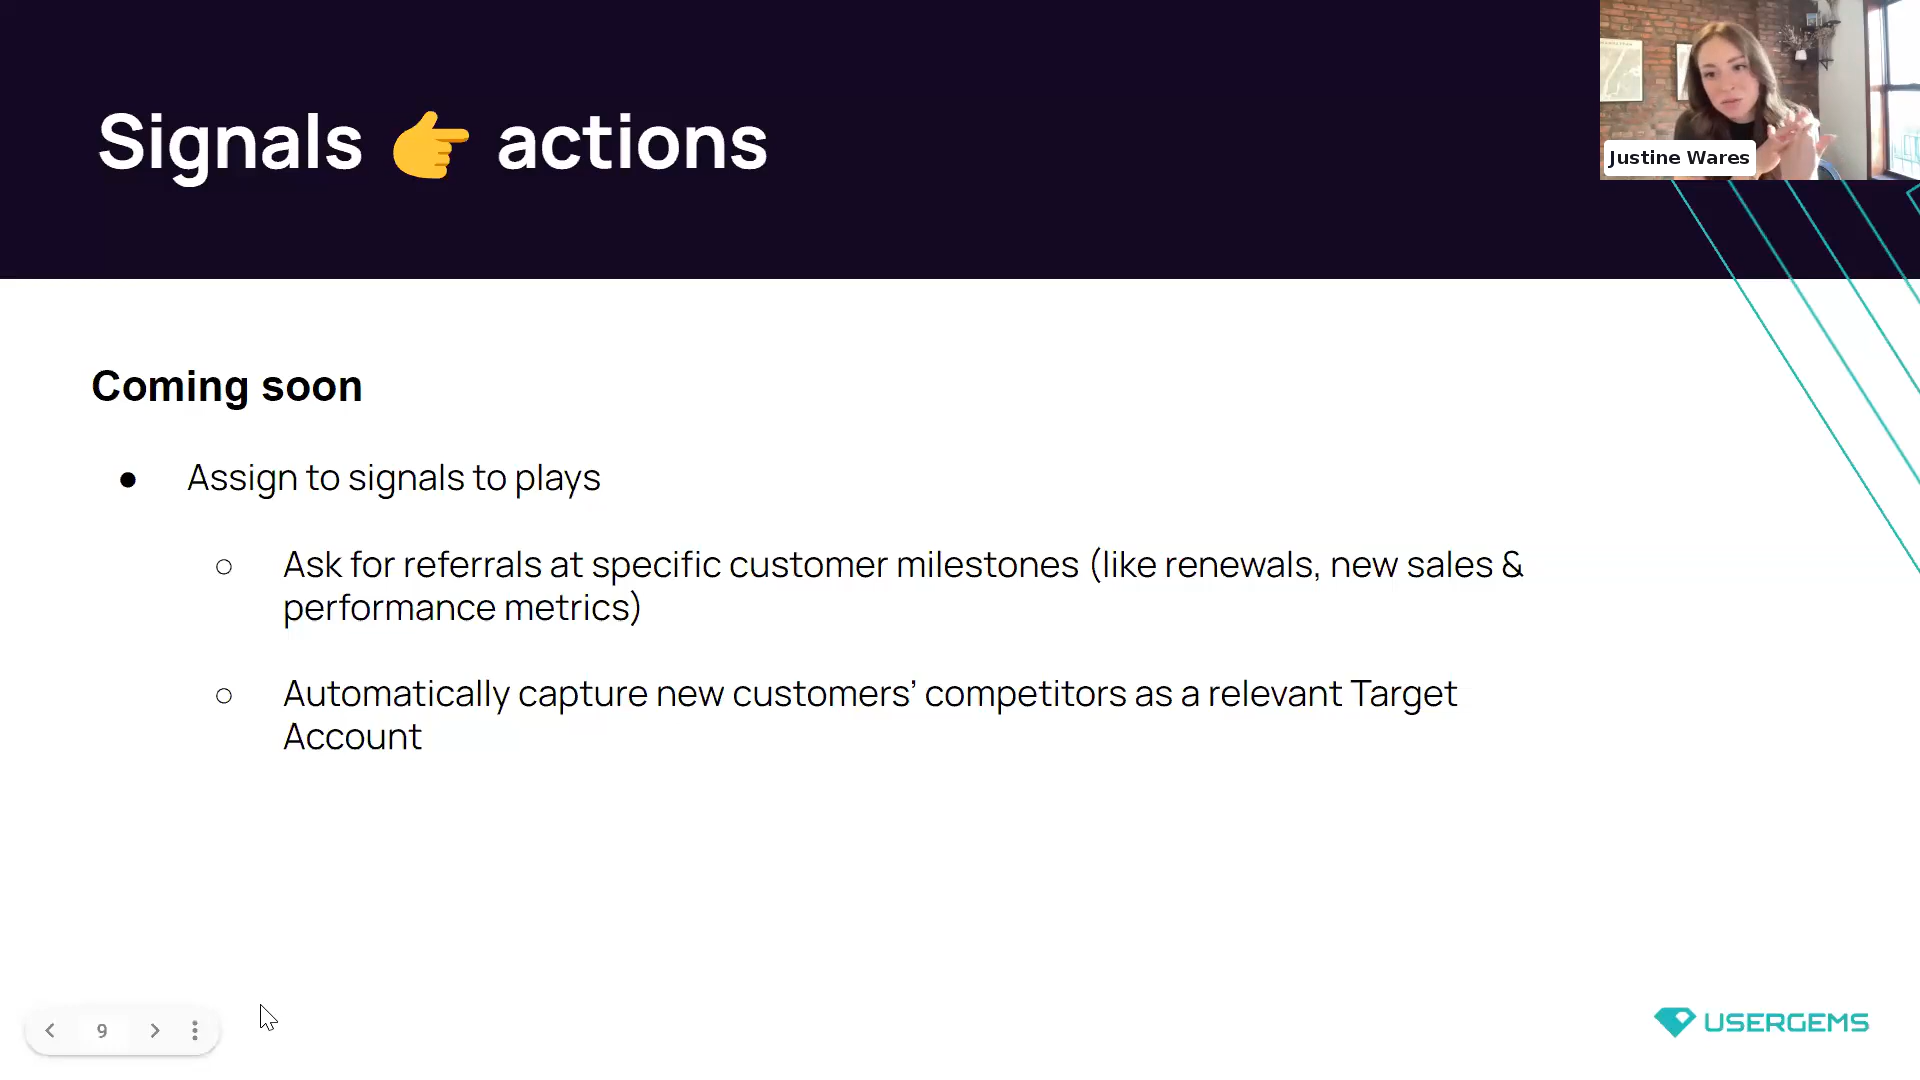 Signals 👉 actions
Justine Wares
Coming soon
● Assign to signals to plays
○ Ask for referrals at specific customer milestones (like renewals, new sales &
performance metrics)
○ Automatically capture new customers’ competitors as a relevant Target
Account
9
USERGEMS